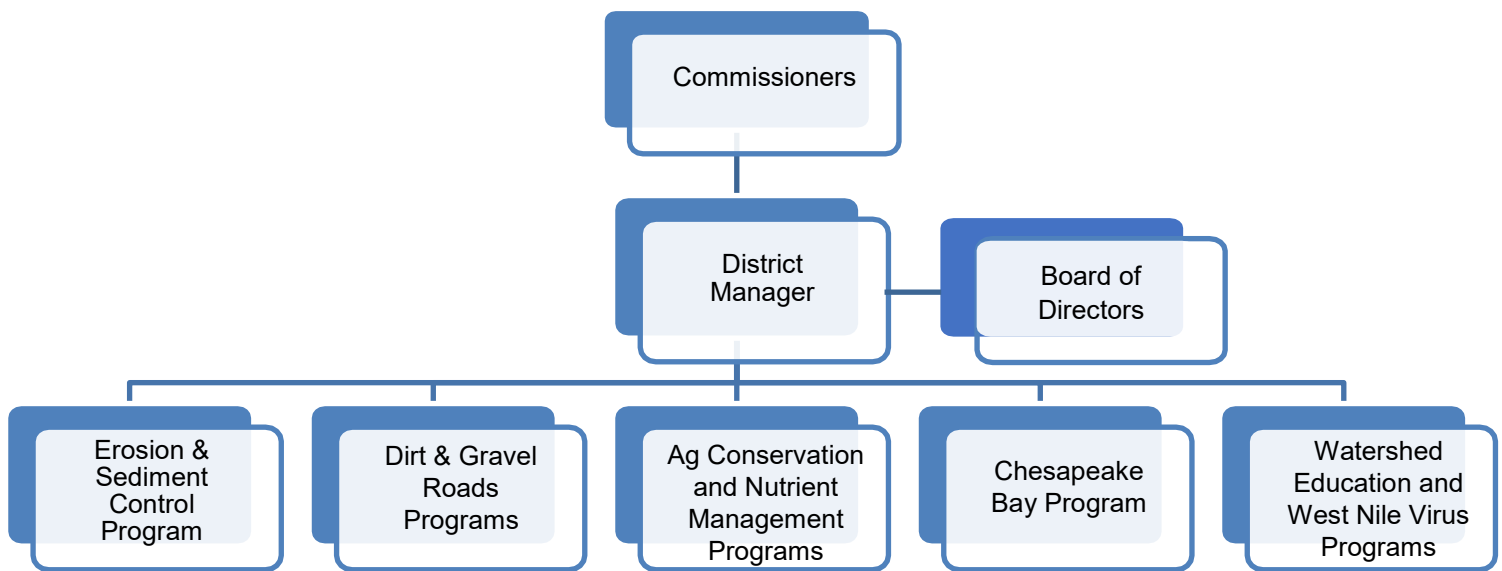 Commissioners
District
Manager
Board of
Directors
Erosion &
Sediment
Control
Program
Dirt & Gravel
Roads
Programs
Ag Conservation
and Nutrient
Management
Programs
Chesapeake
Bay Program
Watershed
Education and
West Nile Virus
Programs